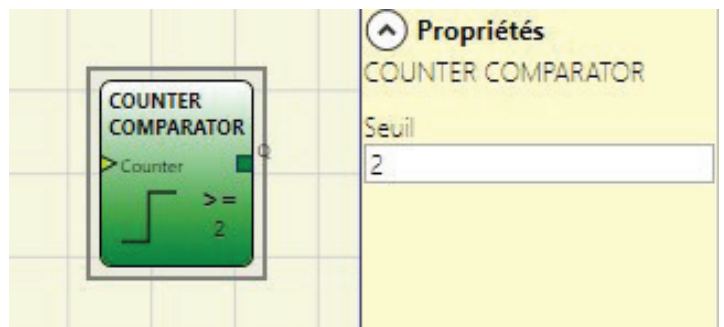 COUNTER
COMPARATOR
Q
Counter
>=
2
Propriétés
COUNTER COMPARATOR
Seuil
2